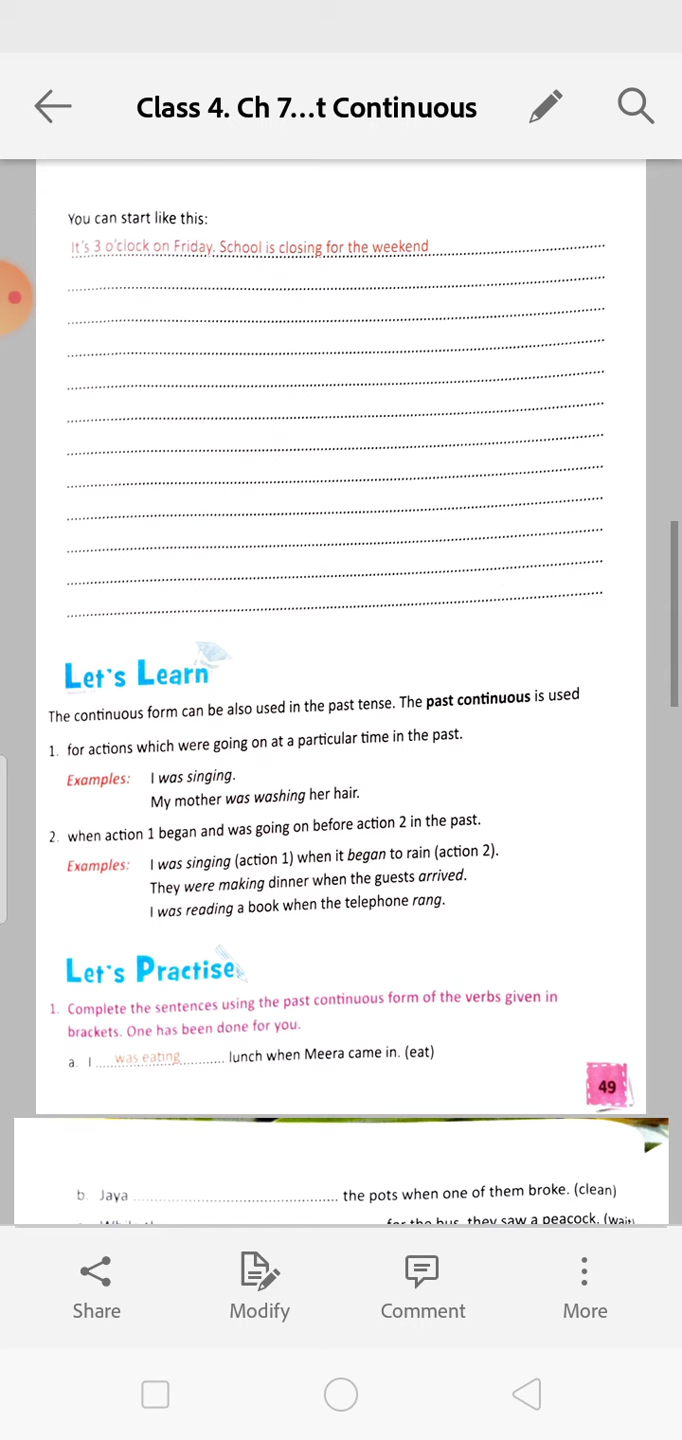 Class 4. Ch 7...t Continuous
You can start like this:
It's 3 o'clock on Friday. School is closing for the weekend
Let's Learn
The continuous form can be also used in the past tense. The past continuous is used
1. for actions which were going on at a particular time in the past.
Examples: I was singing.
My mother was washing her hair.
2. when action 1 began and was going on before action 2 in the past.
Examples: I was singing (action 1) when it began to rain (action 2).
They were making dinner when the guests arrived.
I was reading a book when the telephone rang.
Let's Practise
1. Complete the sentences using the past continuous form of the verbs given in
brackets. One has been done for you.
a. I ....was eating........... lunch when Meera came in. (eat)
49
b. Jaya ................................................ the pots when one of them broke. (clean)
for the bus, they saw a peacock. (wait)
Share
Modify
Comment
More